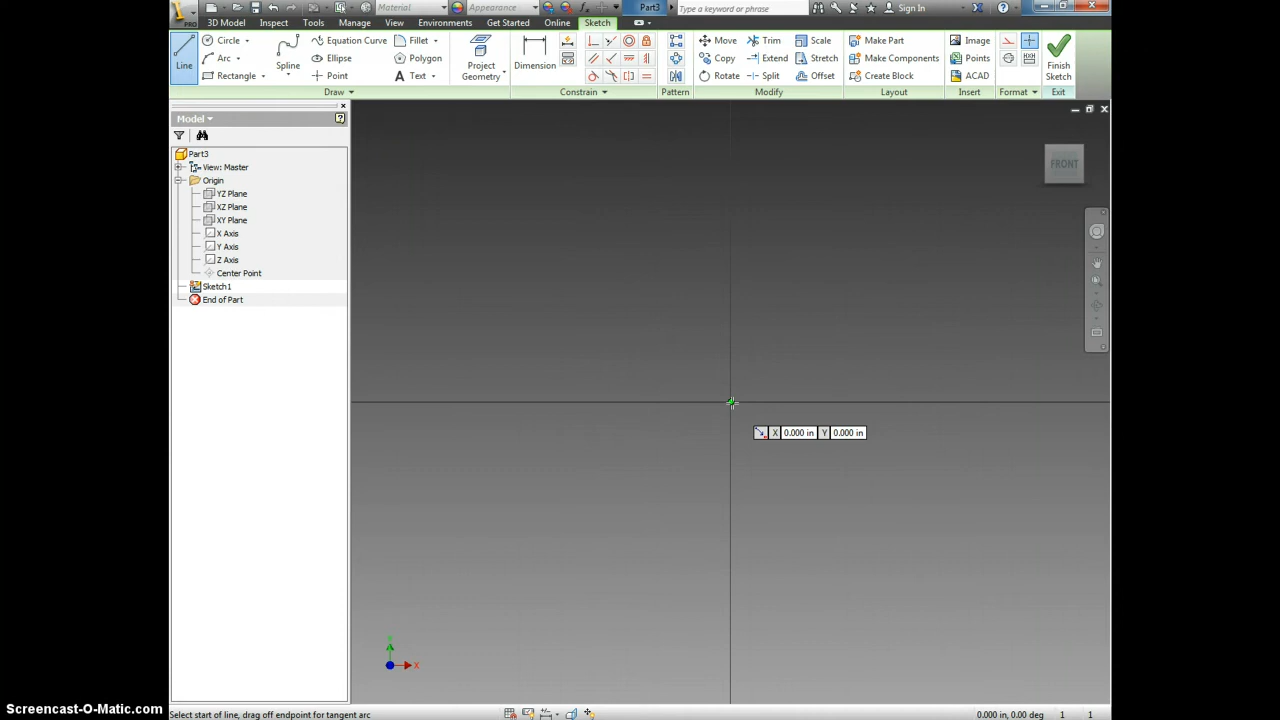 PRO
Material
Appearance
Part3
Type a keyword or phrase
Sign In
3D Model Inspect Tools Manage View Environments Get Started Online Sketch
Line
Circle
Arc
Rectangle
Spline
Equation Curve
Ellipse
Point
Fillet
Polygon
Text
Project
Geometry
Dimension
Move
Copy
Rotate
Trim
Extend
Split
Scale
Stretch
Offset
Make Part
Make Components
Create Block
Image
Points
ACAD
Finish
Sketch
Draw Constrain Pattern Modify Layout Insert Format Exit
Model
Part3
View: Master
Origin
YZ Plane
XZ Plane
XY Plane
X Axis
Y Axis
Z Axis
Center Point
Sketch1
End of Part
FRONT
X 0.000 in Y 0.000 in
X
Select start of line, drag off endpoint for tangent arc
0.000 in, 0.00 deg 1 1
Screencast-O-Matic.com